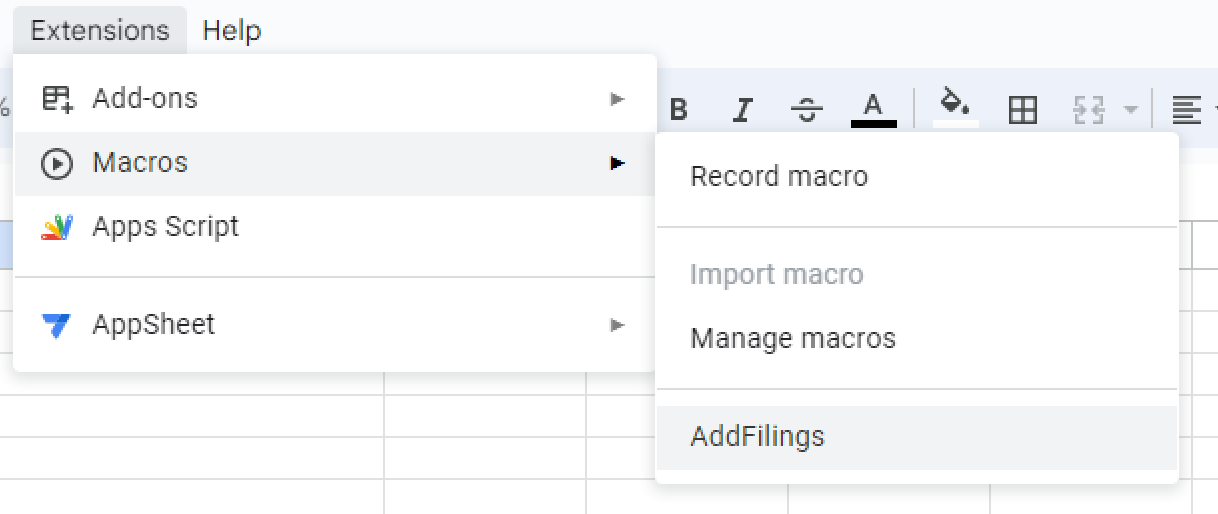 Extensions Help
Add-ons
Macros
Apps Script
AppSheet
B I S A
Record macro
Import macro
Manage macros
AddFilings